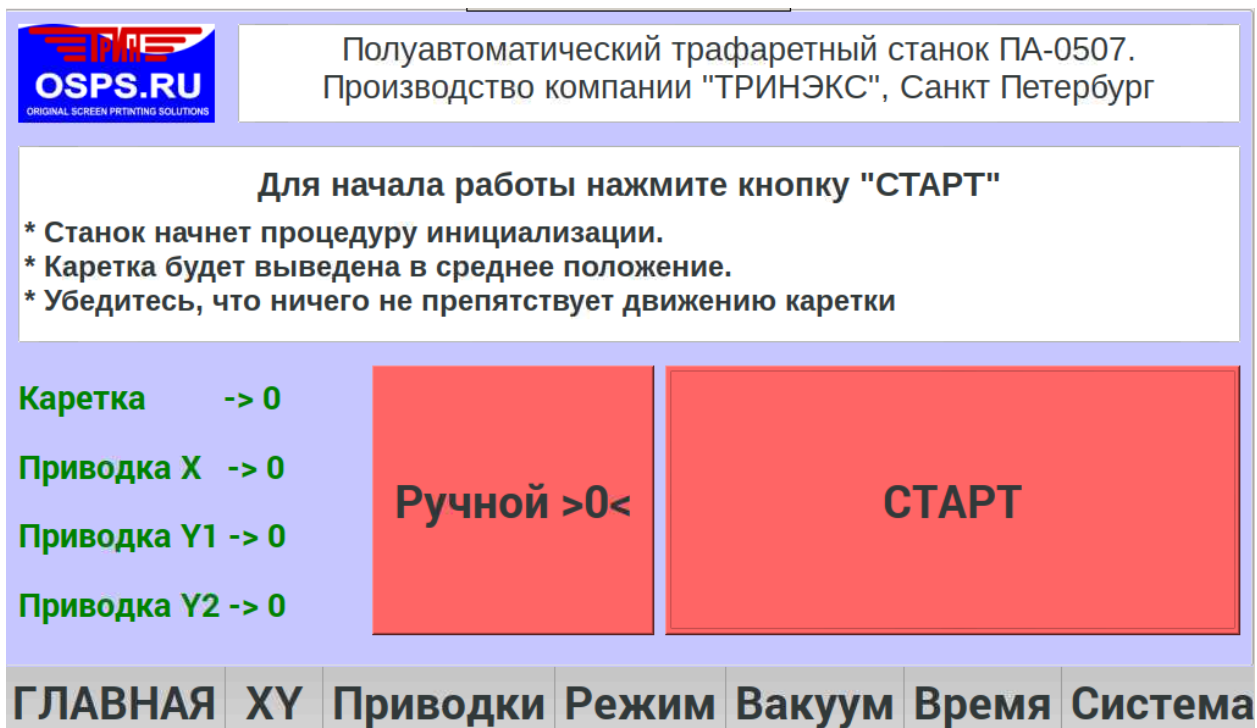 ТРИНЭКС
OSPS.RU
ORIGINAL SCREEN PRTINTING SOLUTIONS
Полуавтоматический трафаретный станок ПА-0507.
Производство компании "ТРИНЭКС", Санкт Петербург
Для начала работы нажмите кнопку "СТАРТ"
* Станок начнет процедуру инициализации.
* Каретка будет выведена в среднее положение.
* Убедитесь, что ничего не препятствует движению каретки
Каретка -> 0
Приводка X -> 0
Приводка Y1 -> 0
Приводка Y2 -> 0
Ручной >0<
СТАРТ
ГЛАВНАЯ XY Приводки Режим Вакуум Время Система